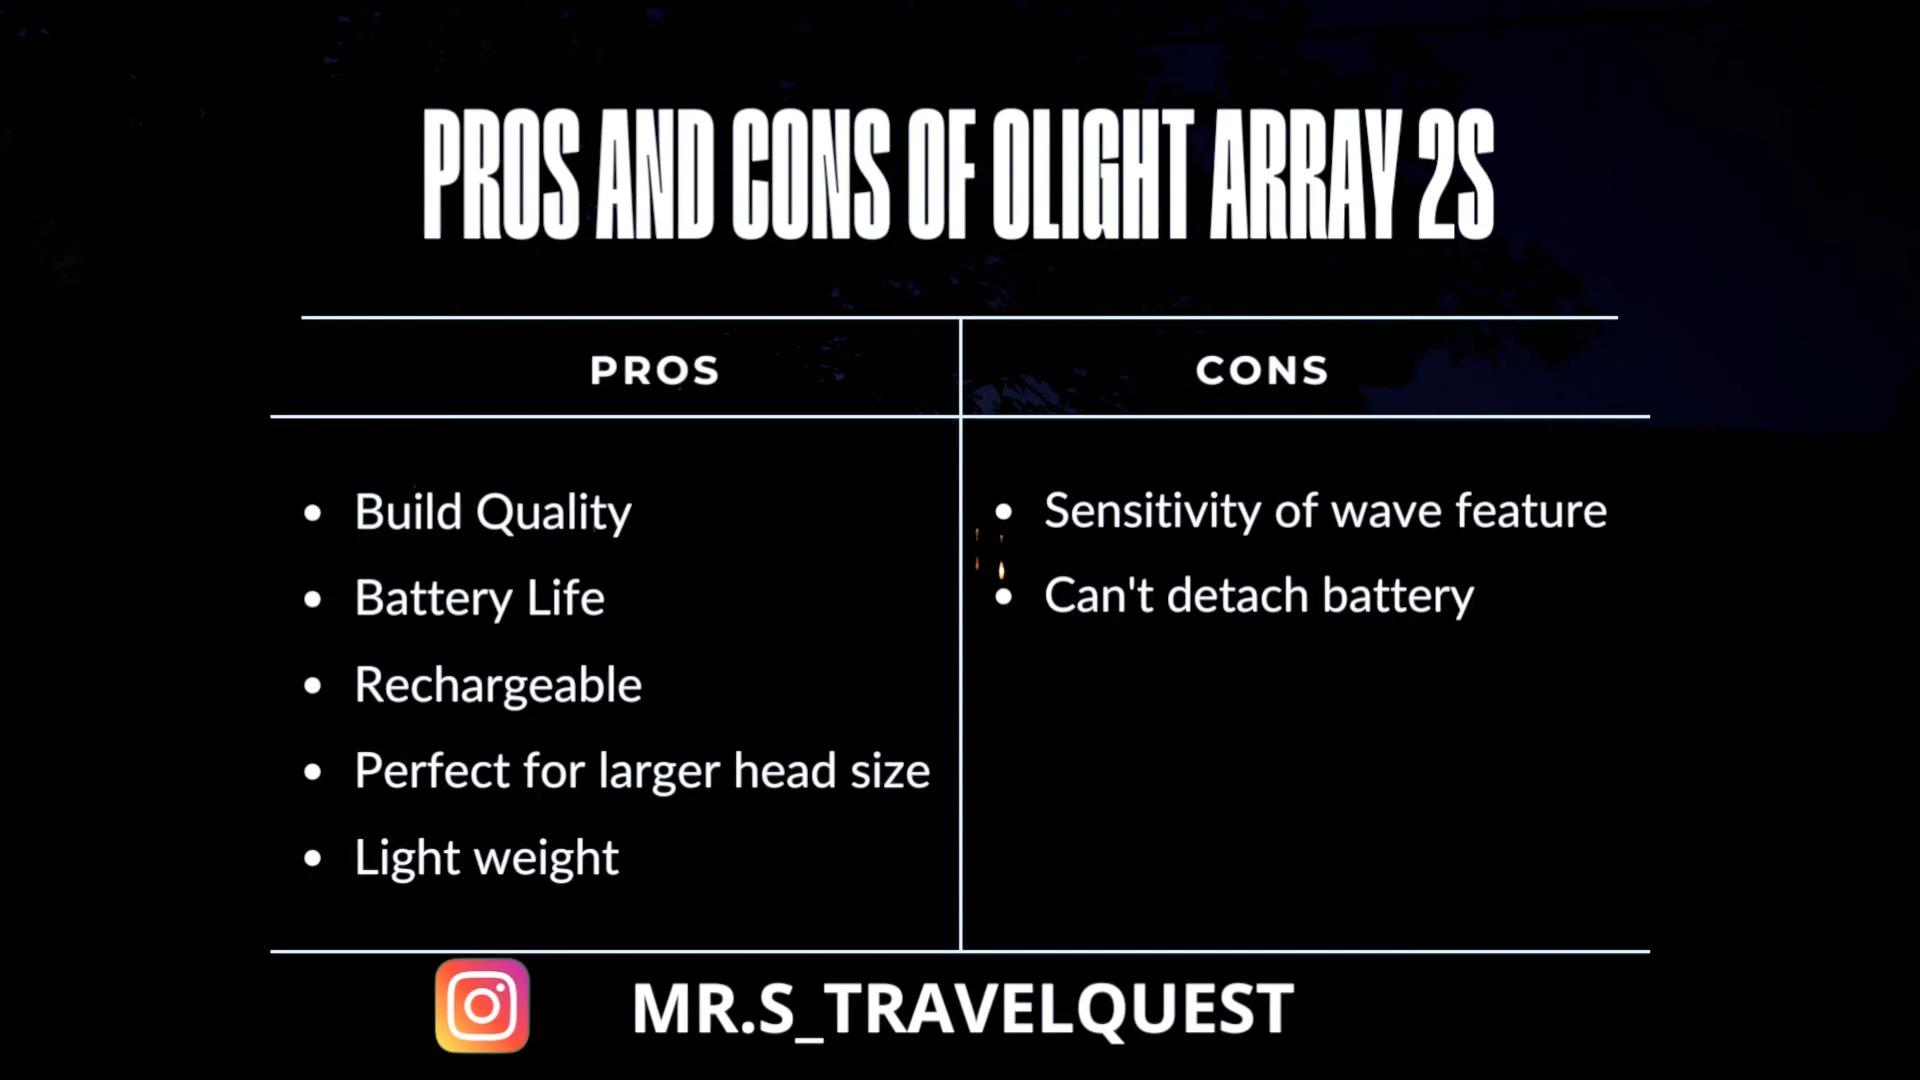 PROS AND CONS OF OLIGHT ARRAY 2S
PROS
CONS
• Build Quality
• Battery Life
• Rechargeable
• Perfect for larger head size
• Light weight
• Sensitivity of wave feature
• Can't detach battery
MR.S_TRAVELQUEST